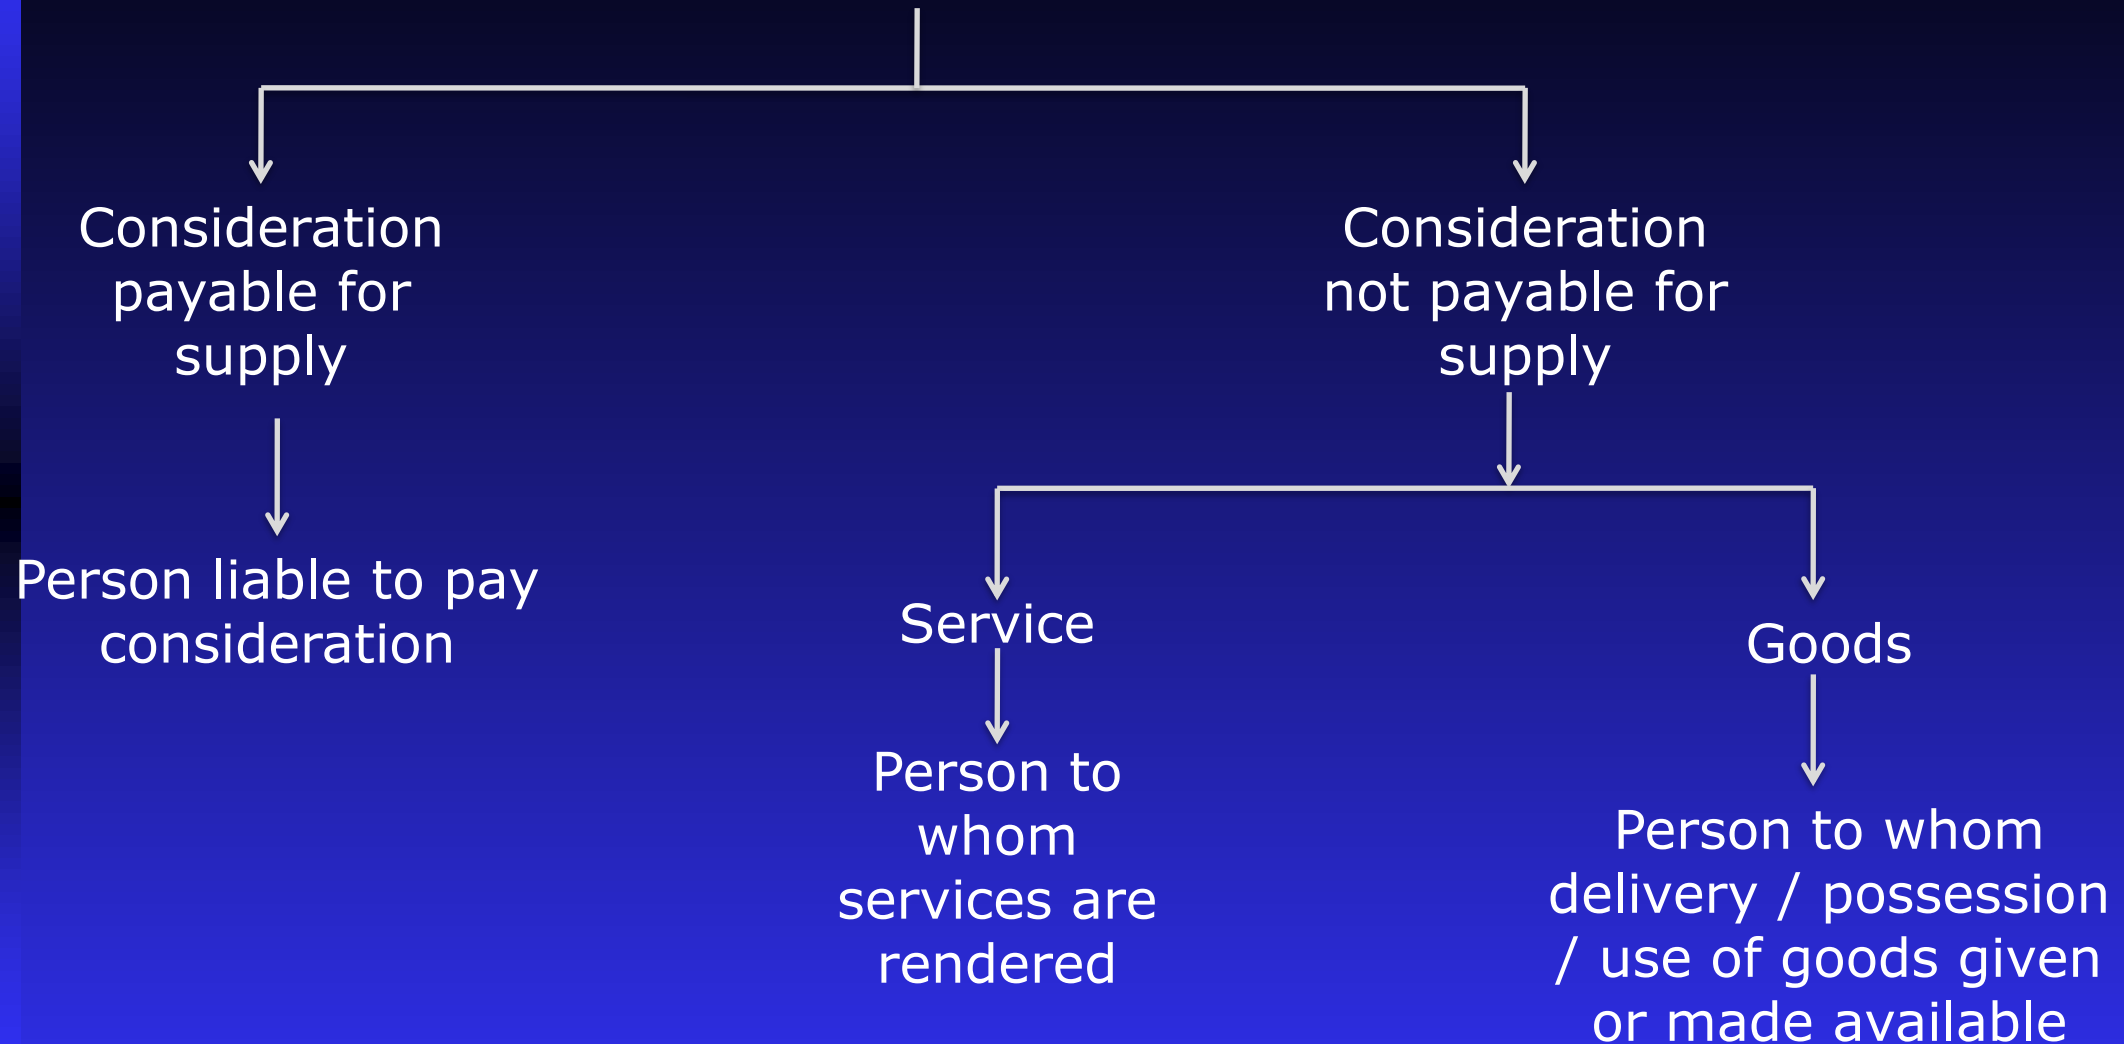 Consideration
payable for
supply
Consideration
not payable for
supply
Person liable to pay
consideration
Service
Goods
Person to
whom
services are
rendered
Person to whom
delivery / possession
/ use of goods given
or made available